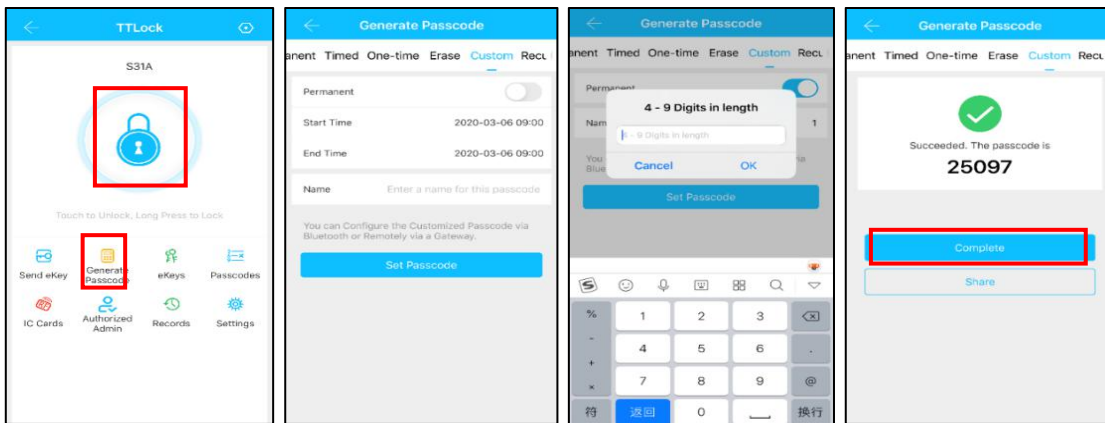 TTLock
S31A
Touch to Unlock, Long Press to Lock
Send eKey
Generate
Passcode
eKeys
Passcodes
IC Cards
Authorized
Admin
Records
Settings
Generate Passcode
anent Timed One-time Erase Custom Recu
Permanent
Start Time 2020-03-06 09:00
End Time 2020-03-06 09:00
Name Enter a name for this passcode
You can Configure the Customized Passcode via
Bluetooth or Remotely via a Gateway.
Set Passcode
Generate Passcode
anent Timed One-time Erase Custom Recu
Permanent
4 - 9 Digits in length
Nam 1
4 - 9 Digits in length
You via
Blue
Cancel OK
Set Passcode
% 1 2 3
- 4 5 6 .
+
× 7 8 9 @
符 返回 0 换行
Generate Passcode
anent Timed One-time Erase Custom Recu
Succeeded. The passcode is
25097
Complete
Share